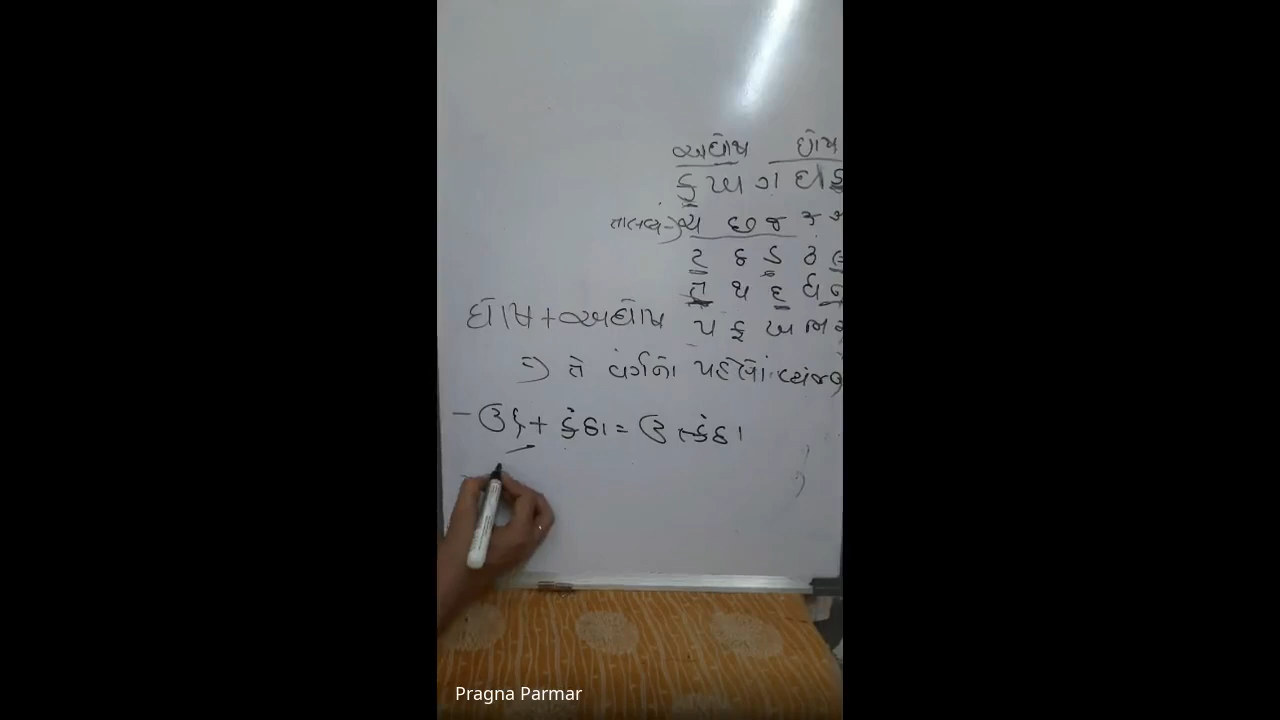 અઘોષ ઘોષ
ક ખ ગ ઘ ઙ
તાલવ્ય → ચ છ જ ઝ
ટ ઠ ડ ઢ
ત થ દ ધ ન
ઘોષ + અઘોષ પ ફ બ ભ
⇒ તે વર્ગનો પહેલો વ્યંજન
- ઉદ્ + કંઠા = ઉત્કંઠા
Pragna Parmar